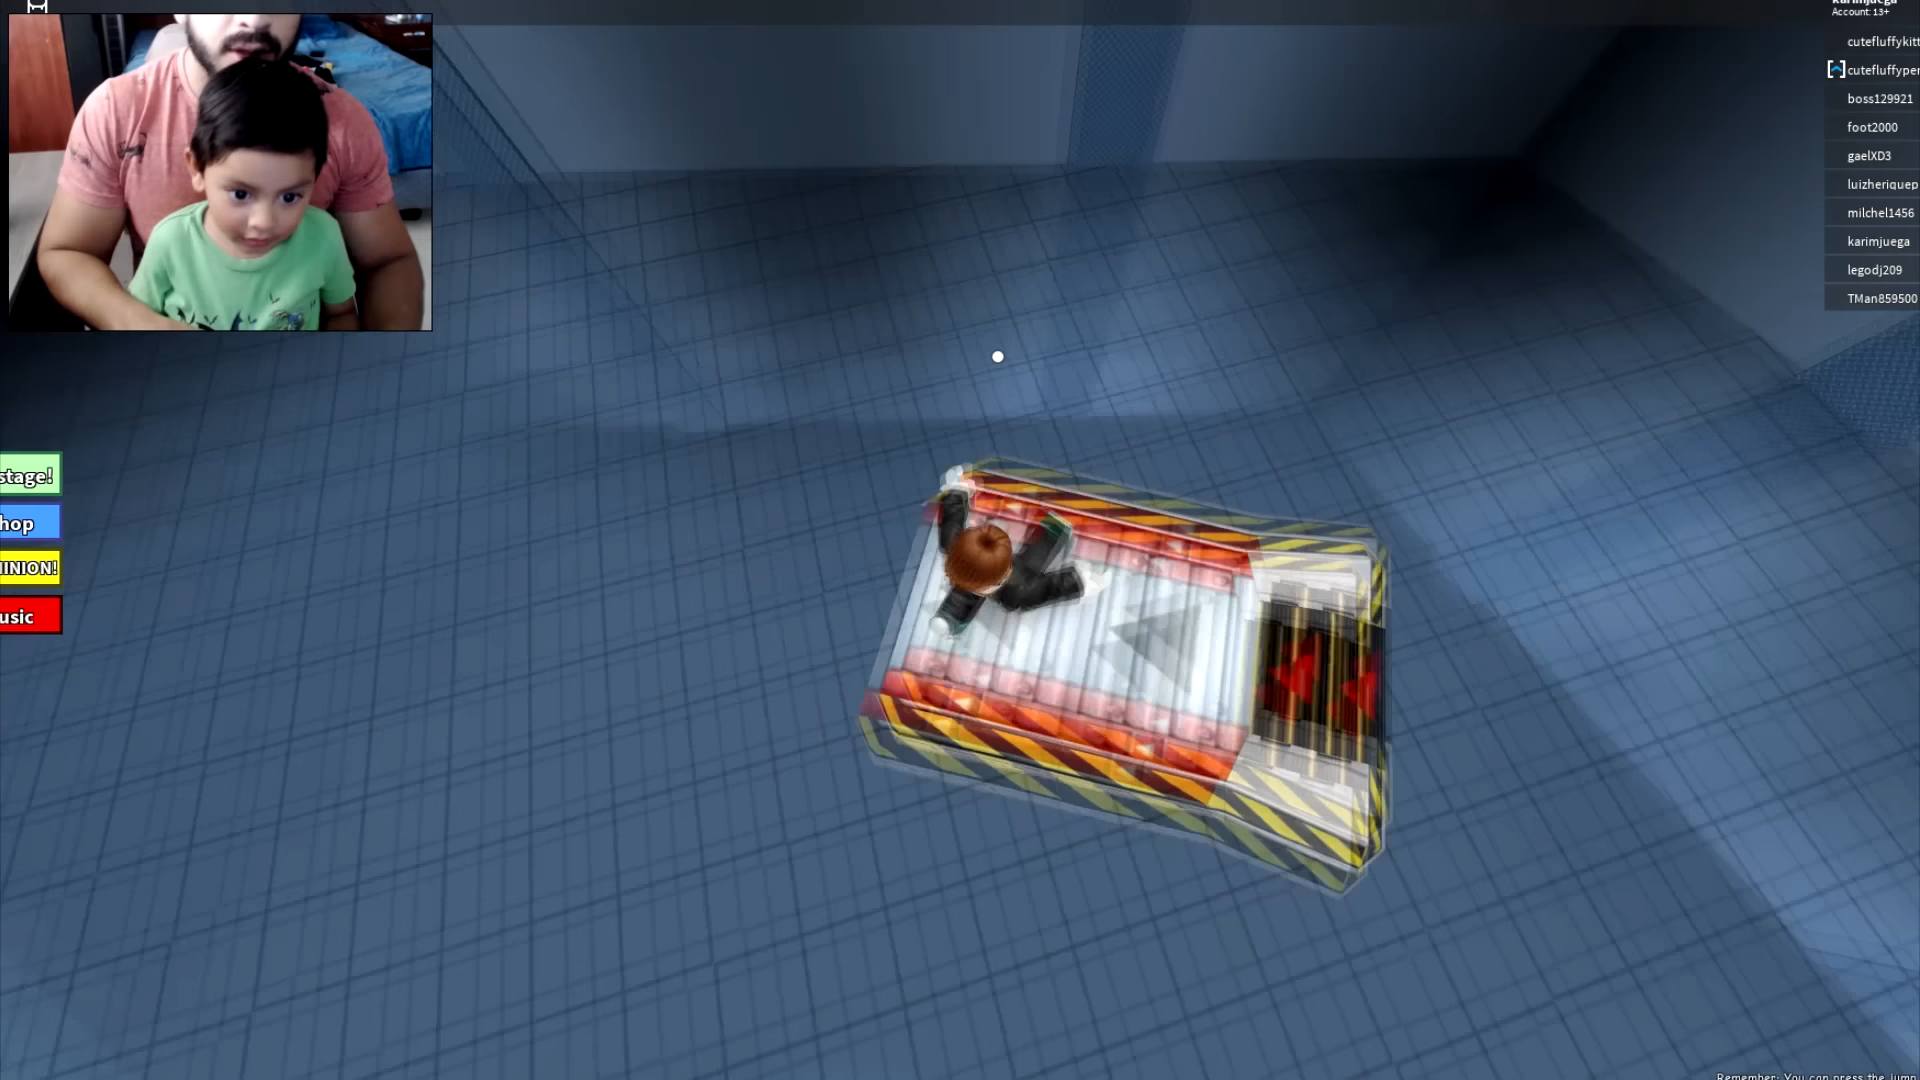 karimjuega
Account: 13+
cutefluffykitt
cutefluffyper
boss129921
foot2000
gaelXD3
luizheriquep
milchel1456
karimjuega
legodj209
TMan859500
stage!
hop
INION!
usic
Remember: You can press the jump